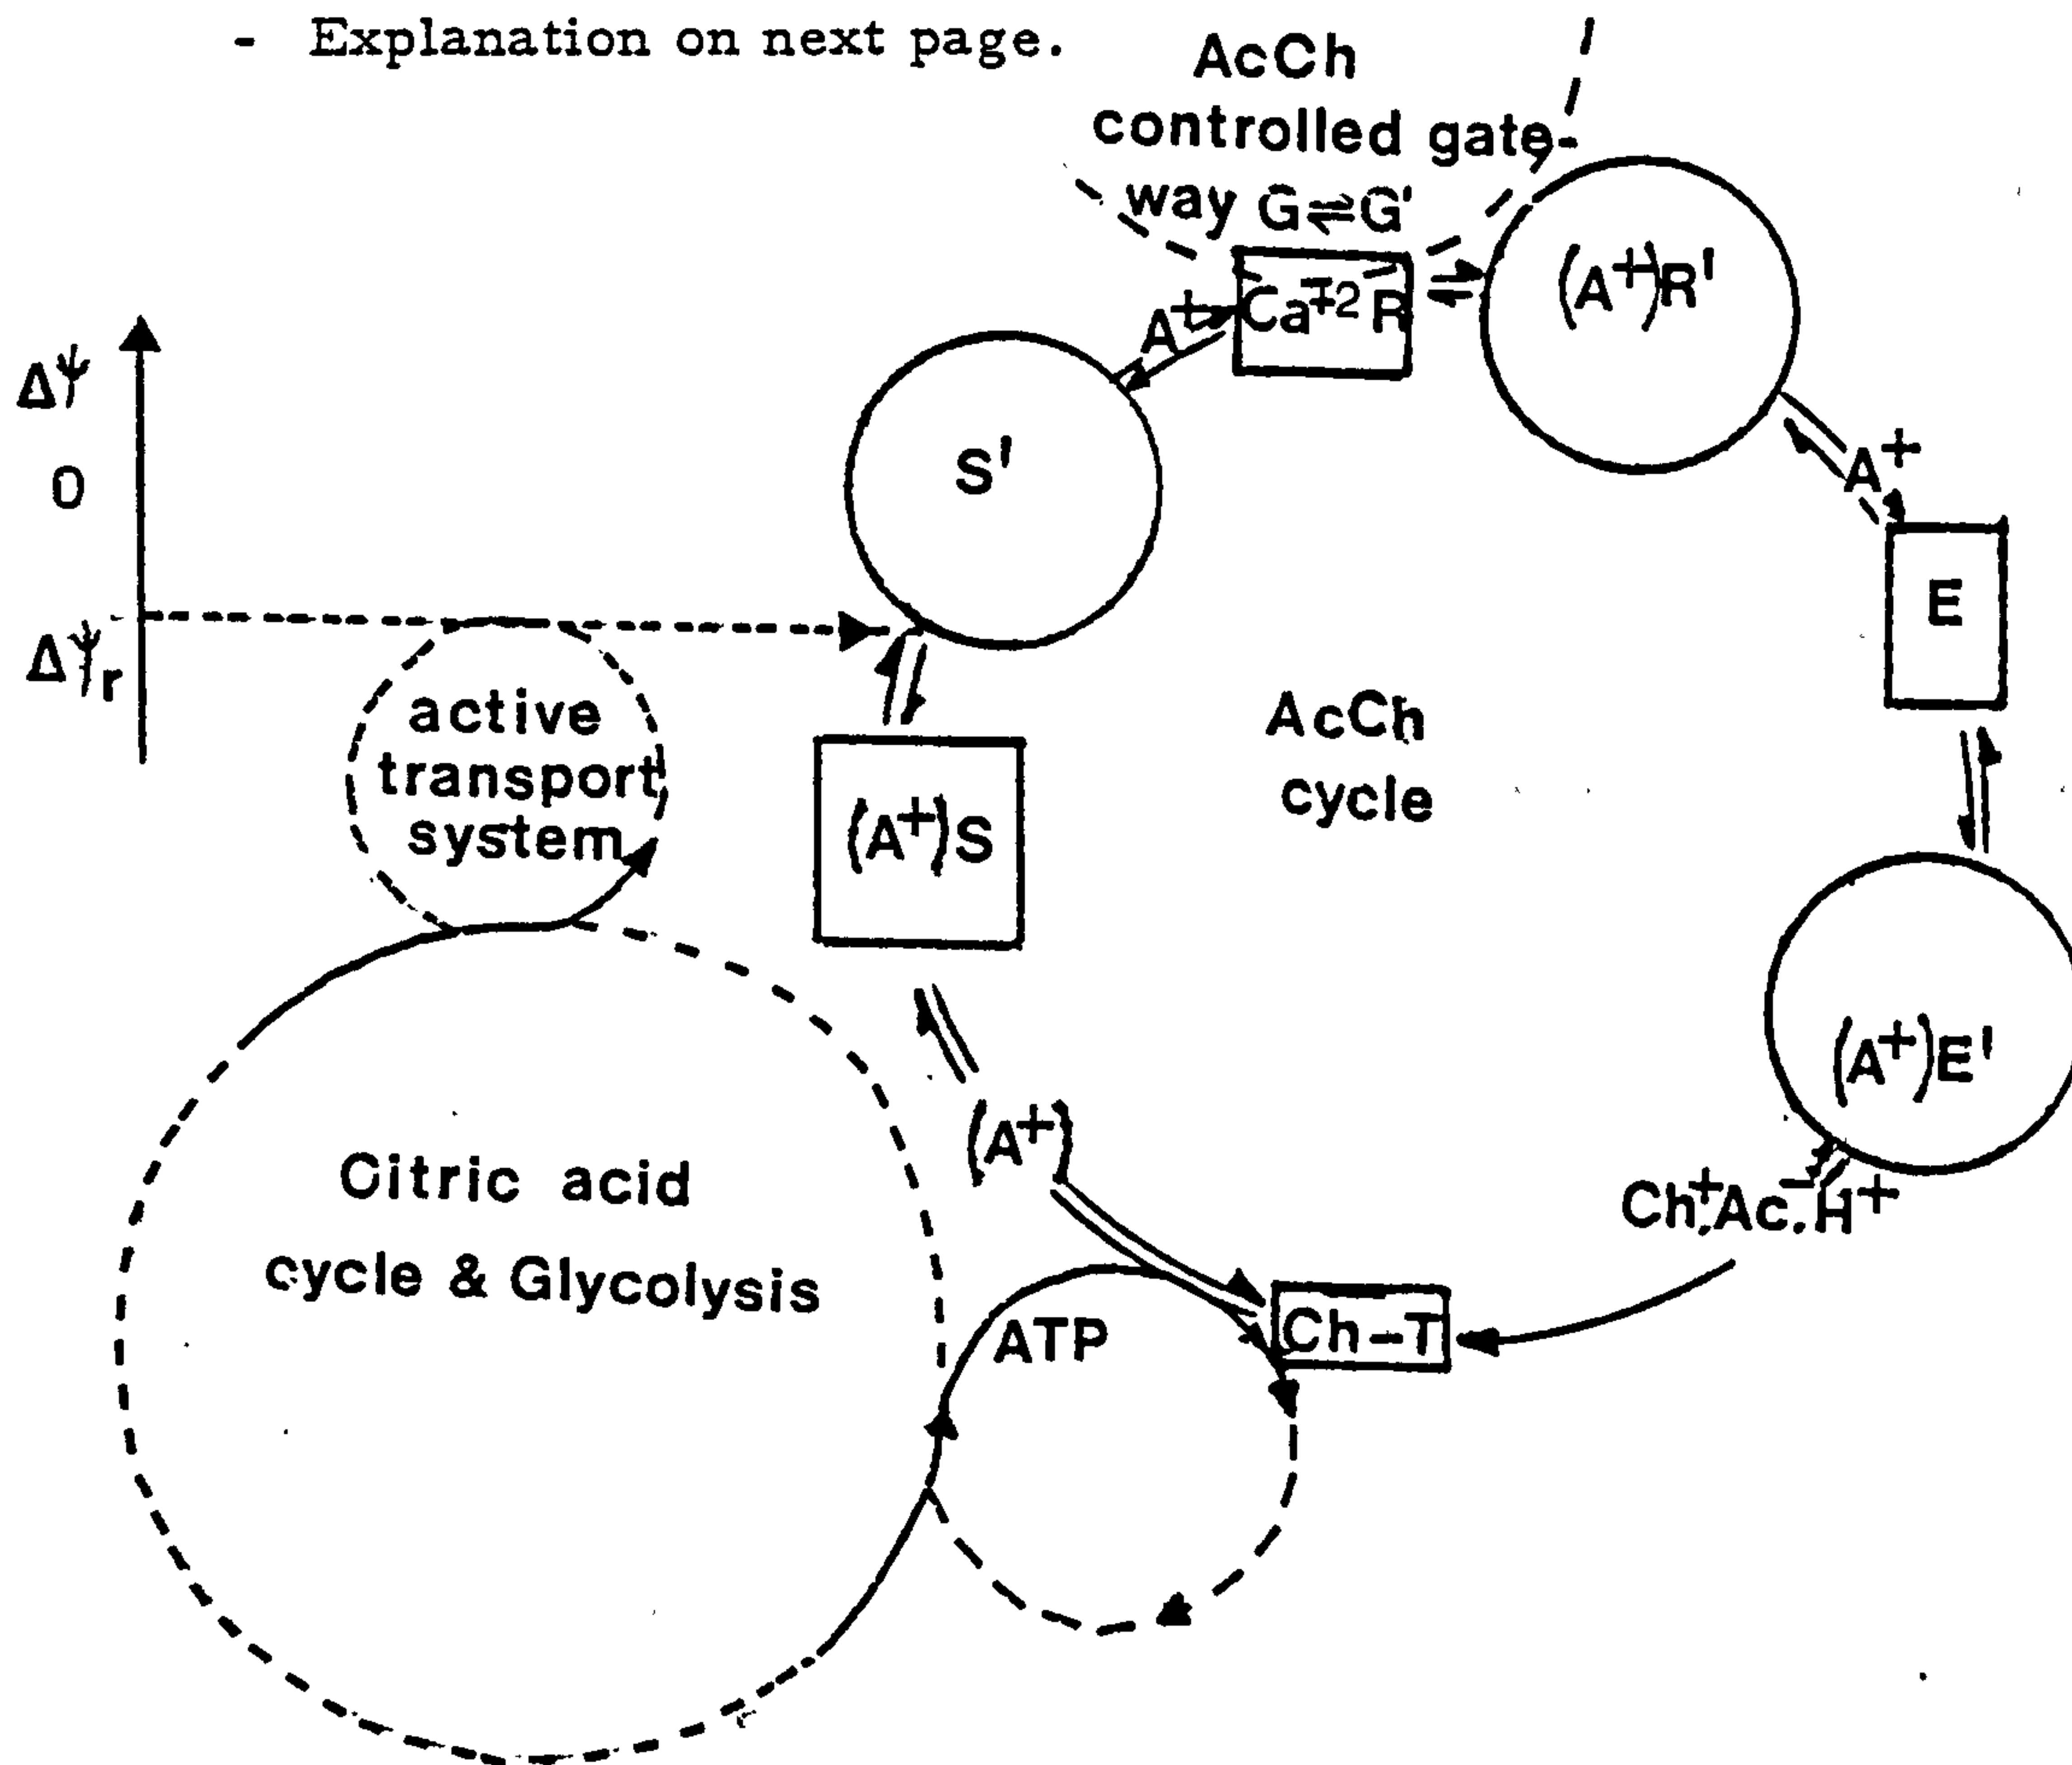 - Explanation on next page.
AcCh
controlled gate-
way G⇌G'
Ca+2 R
(A+)R'
A+
S'
A+
E
Δψ
0
Δψr
active
transport
system
(A+)S
AcCh
cycle
(A+)E'
(A+)
Ch+Ac-.H+
Citric acid
cycle & Glycolysis
ATP
Ch-T